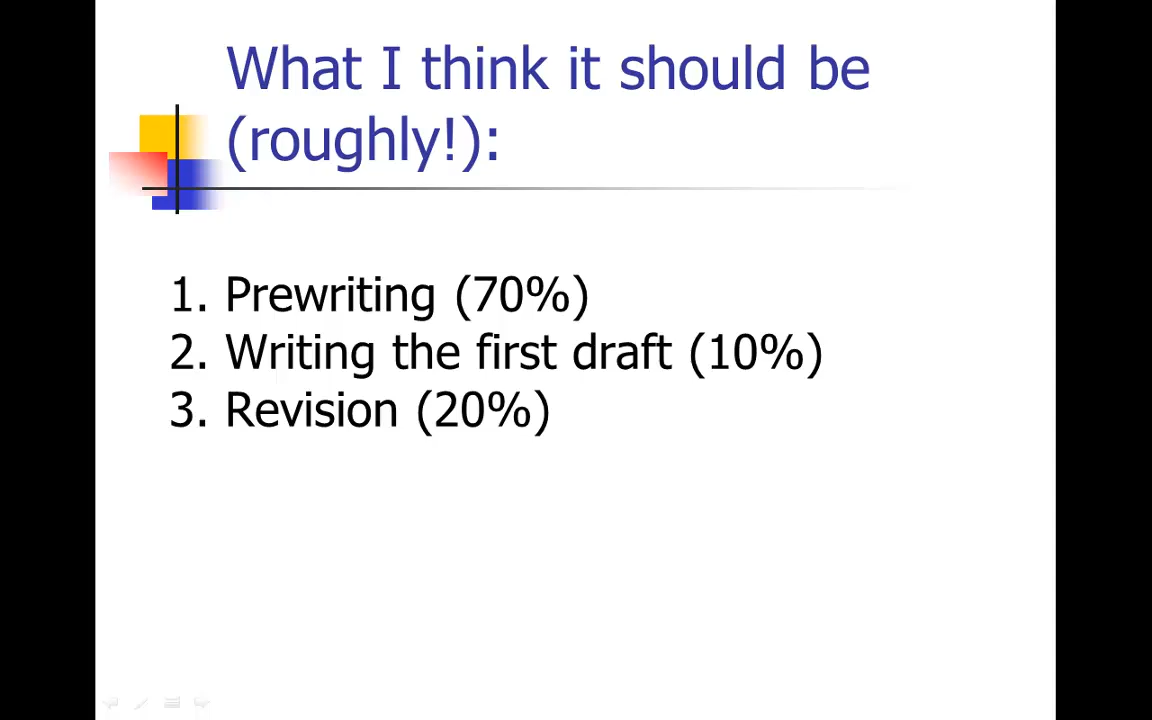 What I think it should be
(roughly!):
1. Prewriting (70%)
2. Writing the first draft (10%)
3. Revision (20%)